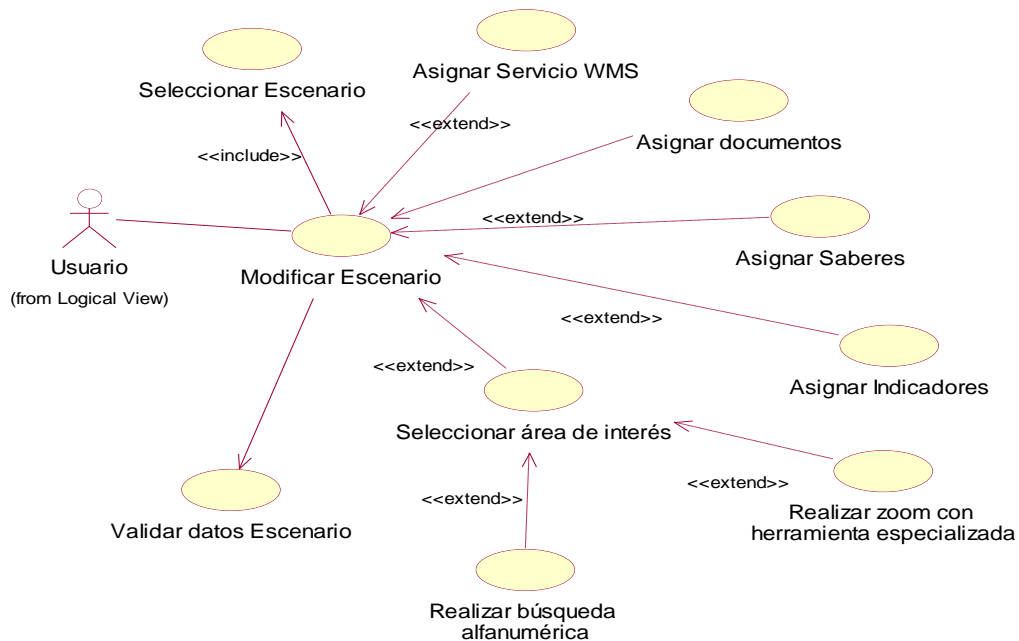 Asignar Servicio WMS
Seleccionar Escenario
<<extend>>
Asignar documentos
<<include>>
<<extend>>
Usuario
(from Logical View)
Modificar Escenario
Asignar Saberes
<<extend>>
<<extend>>
Asignar Indicadores
Seleccionar área de interés
<<extend>>
<<extend>>
Validar datos Escenario
Realizar zoom con
herramienta especializada
Realizar búsqueda
alfanumérica